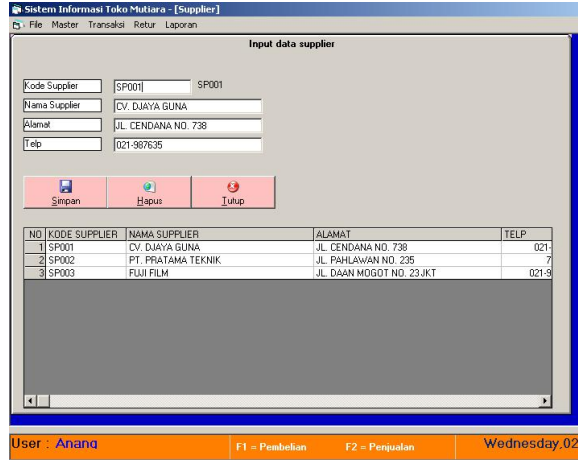 Sistem Informasi Toko Mutiara - [Supplier]
File Master Transaksi Retur Laporan
Input data supplier
Kode Supplier SP001 SP001
Nama Supplier CV. DJAYA GUNA
Alamat JL. CENDANA NO. 738
Telp 021-987635
Simpan Hapus Tutup
NO KODE SUPPLIER NAMA SUPPLIER ALAMAT TELP
1 SP001 CV. DJAYA GUNA JL. CENDANA NO. 738 021-
2 SP002 PT. PRATAMA TEKNIK JL. PAHLAWAN NO. 235 7
3 SP003 FUJI FILM JL. DAAN MOGOT NO. 23 JKT 021-9
User : Anang F1 = Pembelian F2 = Penjualan Wednesday,02